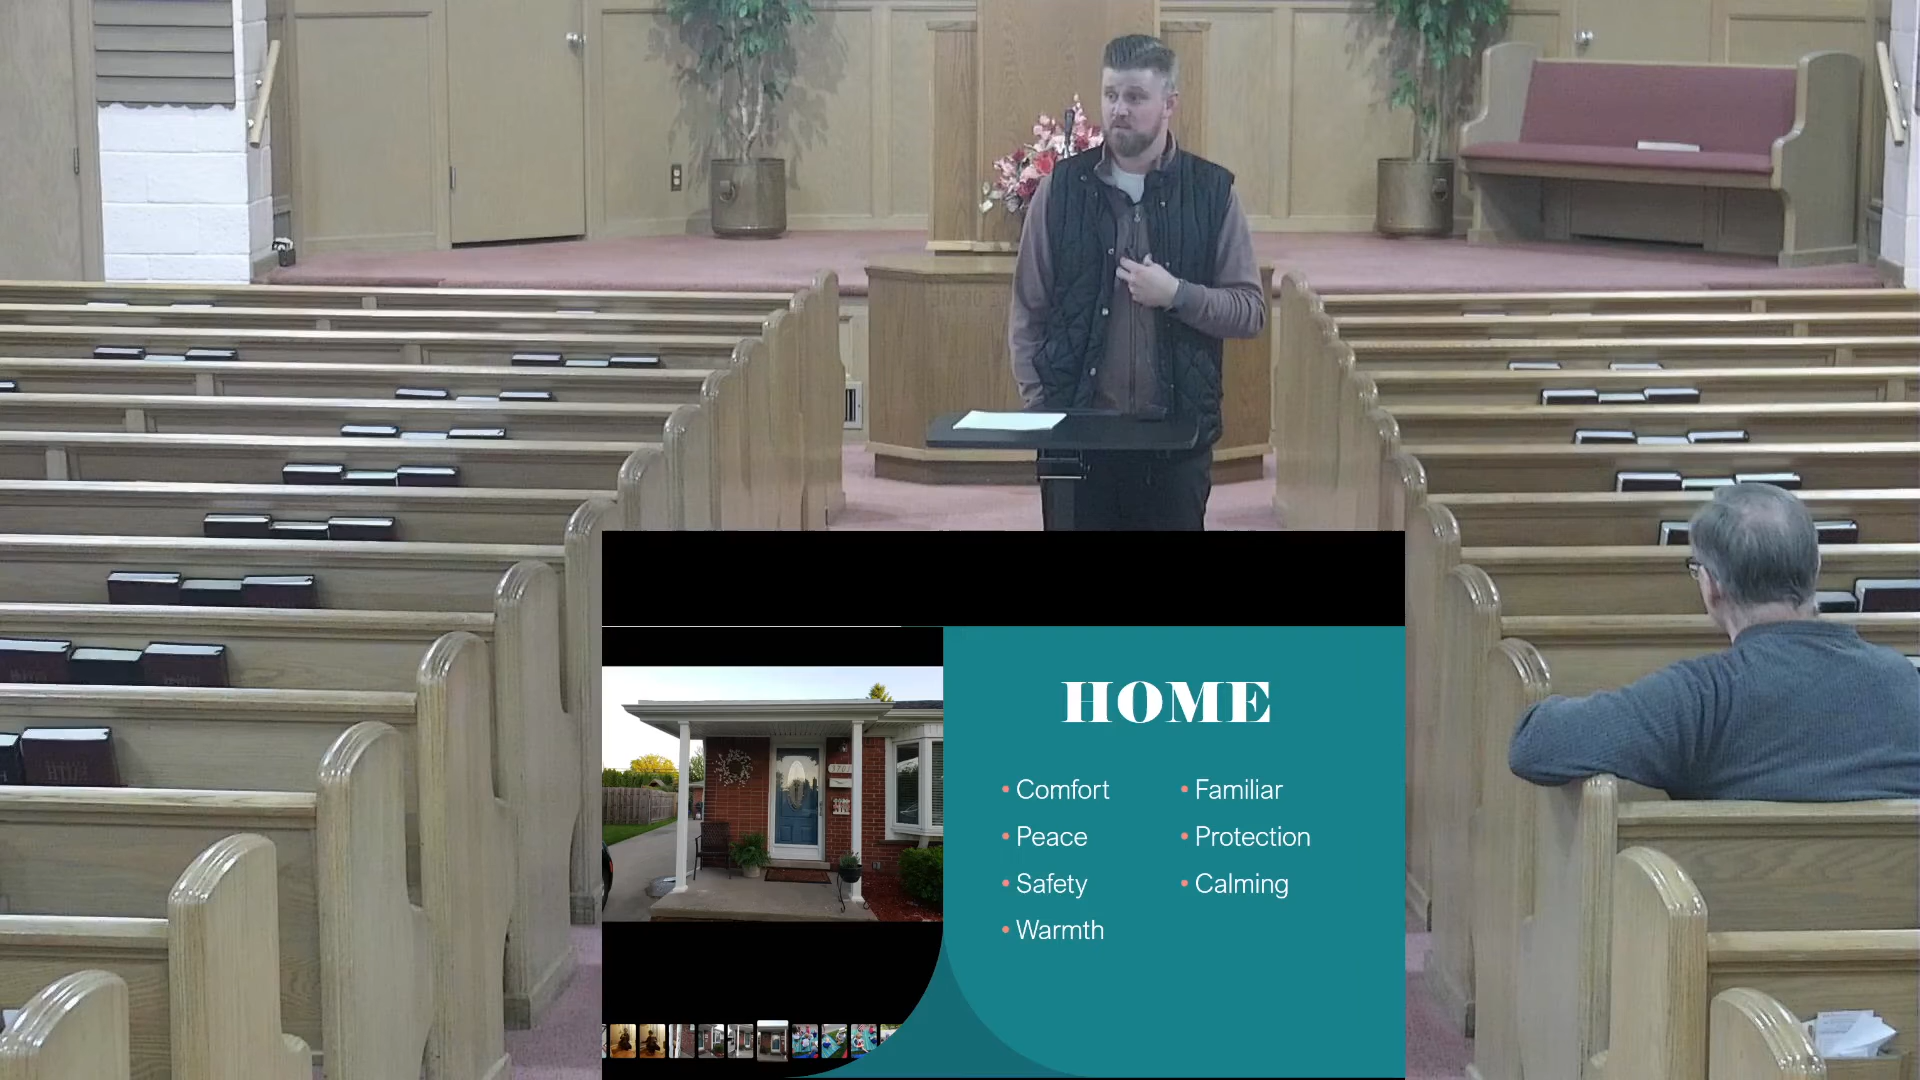 HOME
• Comfort
• Peace
• Safety
• Warmth
• Familiar
• Protection
• Calming